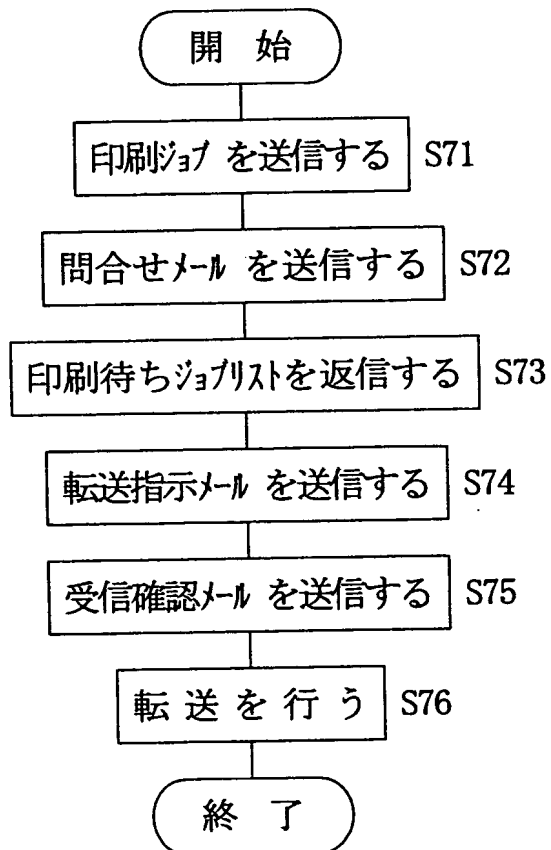 開 始
印刷ジョブ を送信する S71
問合せメール を送信する S72
印刷待ちジョブリストを返信する S73
転送指示メール を送信する S74
受信確認メール を送信する S75
転 送 を 行 う S76
終 了